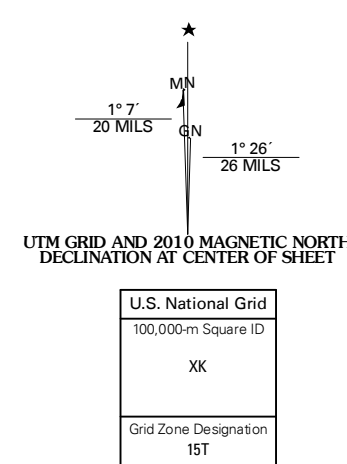 MN
1° 7´
20 MILS
GN
1° 26´
26 MILS
UTM GRID AND 2010 MAGNETIC NORTH
DECLINATION AT CENTER OF SHEET
U.S. National Grid
100,000-m Square ID
XK
Grid Zone Designation
15T